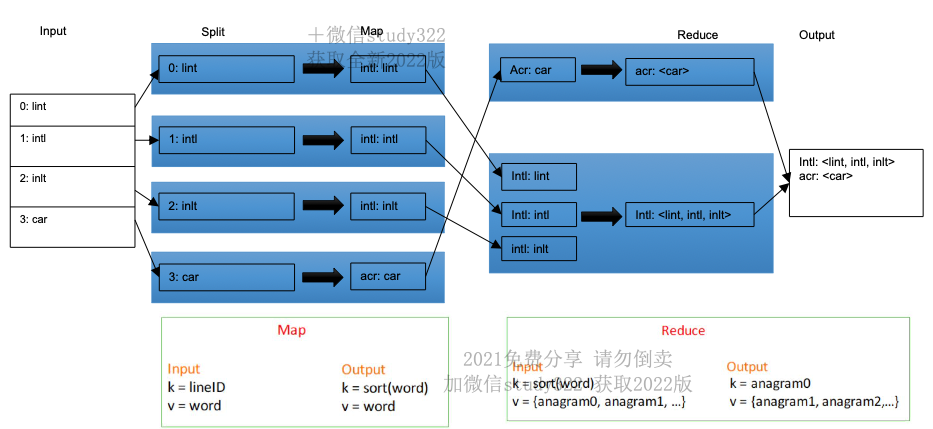 Input
Split
Map
Reduce
Output
＋微信study322
获取全新2022版
0: lint
1: intl
2: inlt
3: car
0: lint
intl: lint
1: intl
intl: intl
2: inlt
intl: inlt
3: car
acr: car
Acr: car
acr: <car>
Intl: lint
Intl: intl
intl: inlt
Intl: <lint, intl, inlt>
Intl: <lint, intl, inlt>
acr: <car>
Map
Input
k = lineID
v = word
Output
k = sort(word)
v = word
Reduce
Input
k = sort(word)
v = {anagram0, anagram1, ...}
Output
k = anagram0
v = {anagram1, anagram2,...}
2021免费分享 请勿倒卖
加微信study322 获取2022版